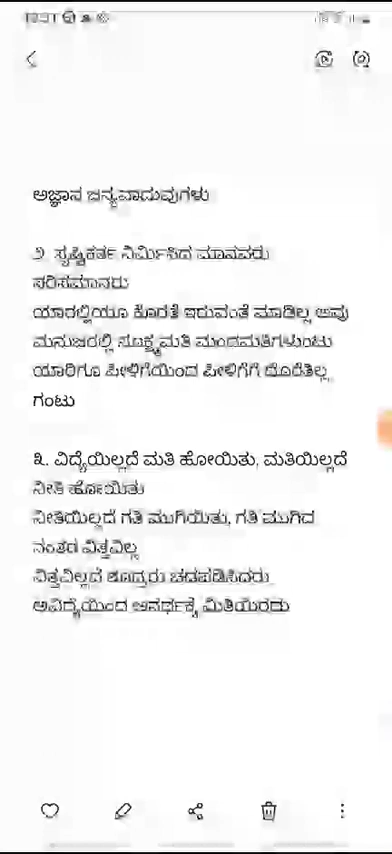 ಅಜ್ಞಾನ ಜನ್ಯವಾದುವುಗಳು
೨. ಸೃಷ್ಟಿಕರ್ತ ನಿರ್ಮಿಸಿದ ಮಾನವರು
ಸರಿಸಮಾನರು
ಯಾರಲ್ಲಿಯೂ ಕೊರತೆ ಇರುವಂತೆ ಮಾಡಿಲ್ಲ ಅವು
ಮನುಜರಲ್ಲಿ ಸೂಕ್ಷ್ಮಮತಿ ಮಂದಮತಿಗಳುಂಟು
ಯಾರಿಗೂ ಪೀಳಿಗೆಯಿಂದ ಪೀಳಿಗೆಗೆ ದೊರೆತಿಲ್ಲ
ಗಂಟು
೩. ವಿದ್ಯೆಯಿಲ್ಲದೆ ಮತಿ ಹೋಯಿತು, ಮತಿಯಿಲ್ಲದೆ
ನೀತಿ ಹೋಯಿತು
ನೀತಿಯಿಲ್ಲದೆ ಗತಿ ಮುಗಿಯಿತು, ಗತಿ ಮುಗಿದ
ನಂತರ ವಿತ್ತವಿಲ್ಲ
ವಿತ್ತವಿಲ್ಲದೆ ಶೂದ್ರರು ಚಡಪಡಿಸಿದರು
ಅವಿದ್ಯೆಯಿಂದ ಅನರ್ಥಕ್ಕೆ ಮಿತಿಯೆರರು